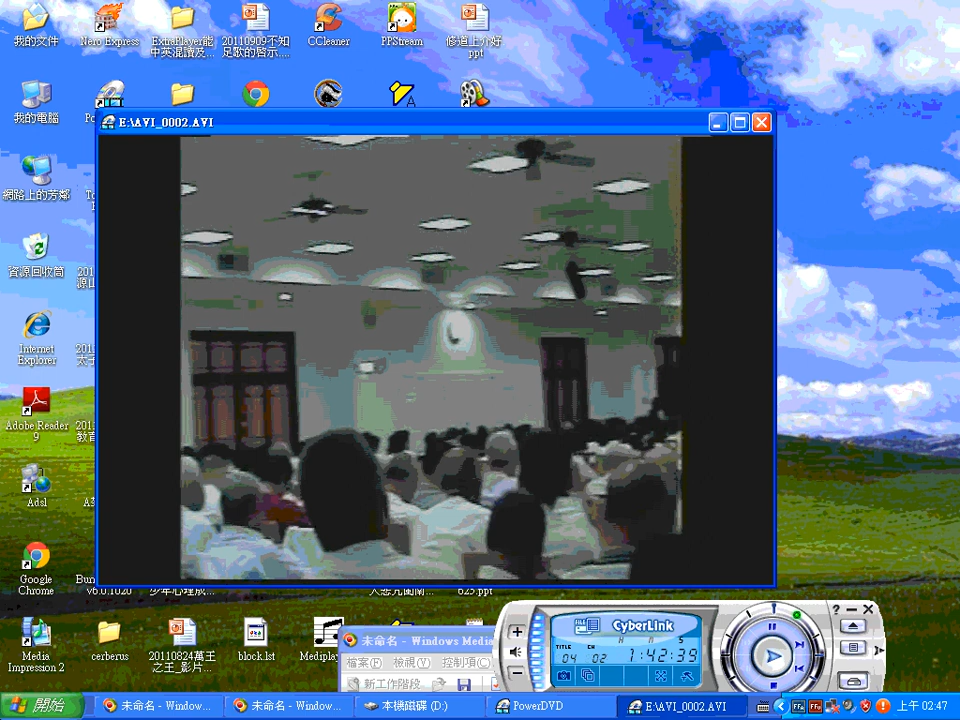 我的文件
Nero Express
ExtraPlayer能
中英混讀及...
20110909不知
足歌的啓示....
CCleaner
PPStream
修道上介好
ppt
我的電腦
E:\AVI_0002.AVI
網路上的芳鄰
資源回收筒
Internet
Explorer
Adobe Reader
9
Adsl
Google
Chrome
v6.0.1020
625.ppt
Media
Impression 2
cerberus
20110824萬王
之王_影片...
block.lst
未命名 - Windows Media
檔案(F)
檢視(V)
控制項(C)
新工作階段
CyberLink
H M S
TITLE
04
CH
02
1:42:39
開始
未命名 - Window...
未命名 - Window...
本機磁碟 (D:)
PowerDVD
E:\AVI_0002.AVI
上午 02:47